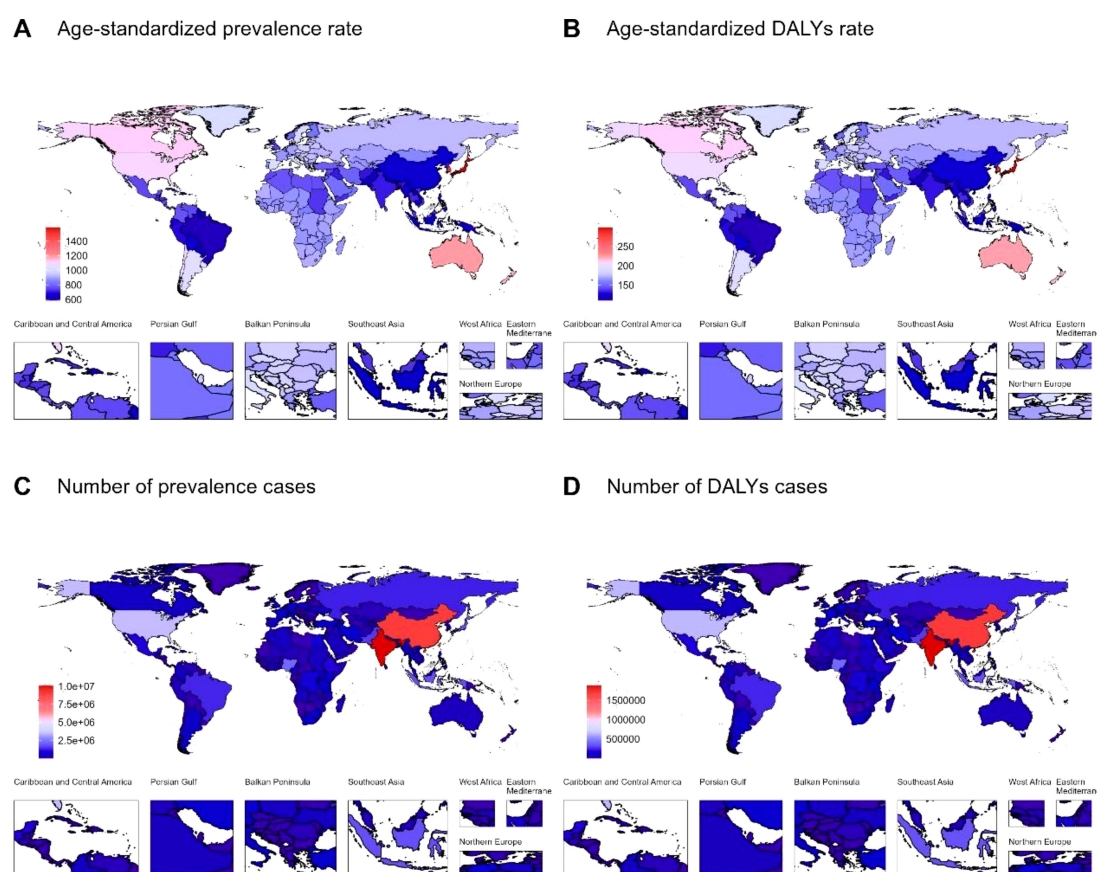 A Age-standardized prevalence rate
B Age-standardized DALYs rate
1400
1200
1000
800
600
250
200
150
Caribbean and Central America
Persian Gulf
Balkan Peninsula
Southeast Asia
West Africa
Eastern
Mediterrane
Northern Europe
Caribbean and Central America
Persian Gulf
Balkan Peninsula
Southeast Asia
West Africa
Eastern
Mediterrane
Northern Europe
C Number of prevalence cases
D Number of DALYs cases
1.0e+07
7.5e+06
5.0e+06
2.5e+06
1500000
1000000
500000
Caribbean and Central America
Persian Gulf
Balkan Peninsula
Southeast Asia
West Africa
Eastern
Mediterrane
Northern Europe
Caribbean and Central America
Persian Gulf
Balkan Peninsula
Southeast Asia
West Africa
Eastern
Mediterrane
Northern Europe